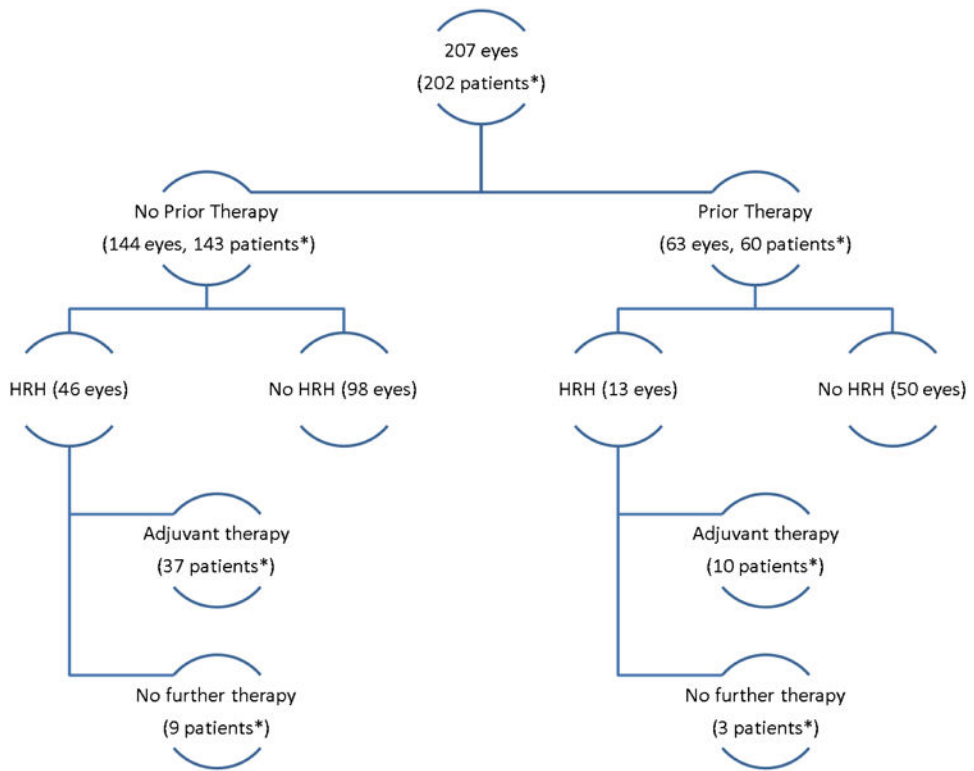 207 eyes
(202 patients*)
No Prior Therapy
(144 eyes, 143 patients*)
Prior Therapy
(63 eyes, 60 patients*)
HRH (46 eyes)
No HRH (98 eyes)
HRH (13 eyes)
No HRH (50 eyes)
Adjuvant therapy
(37 patients*)
Adjuvant therapy
(10 patients*)
No further therapy
(9 patients*)
No further therapy
(3 patients*)